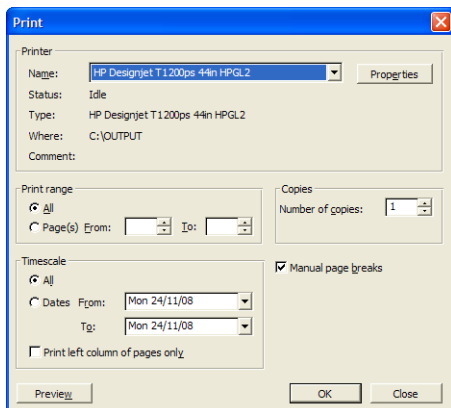 Print
Printer
Name: HP Designjet T1200ps 44in HPGL2 Properties
Status: Idle
Type: HP Designjet T1200ps 44in HPGL2
Where: C:\OUTPUT
Comment:
Print range
All
Page(s) From: To:
Copies
Number of copies: 1
Timescale
All
Dates From: Mon 24/11/08
To: Mon 24/11/08
Print left column of pages only
Manual page breaks
Preview OK Close